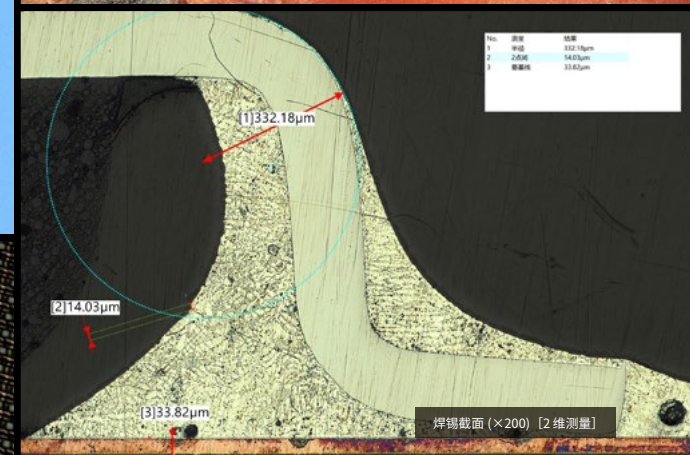 No. 测定 结果
1 半径 332.18μm
2 2点间 14.03μm
3 垂基线 33.82μm
[1]332.18μm
[2]14.03μm
[3]33.82μm
焊锡截面 (×200)［2 维测量］